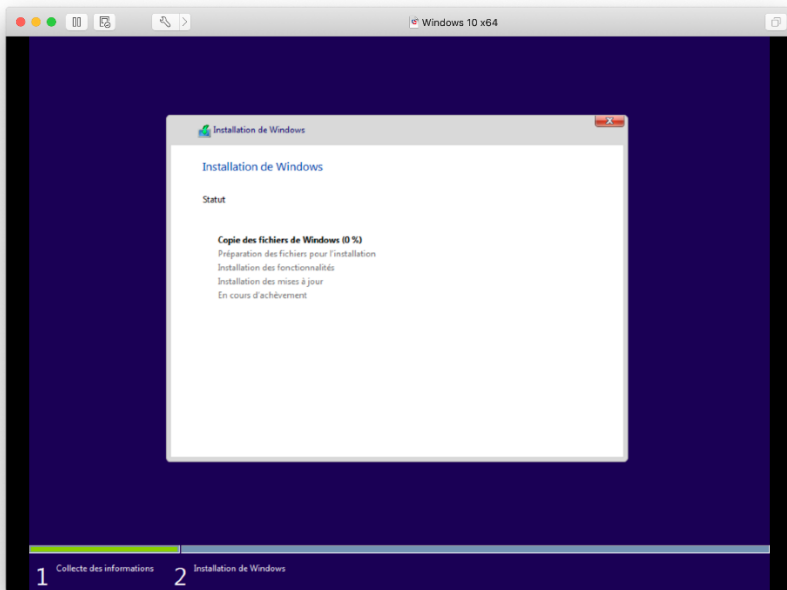 Windows 10 x64
Installation de Windows
Installation de Windows
Statut
Copie des fichiers de Windows (0 %)
Préparation des fichiers pour l'installation
Installation des fonctionnalités
Installation des mises à jour
En cours d'achèvement
1 Collecte des informations 2 Installation de Windows